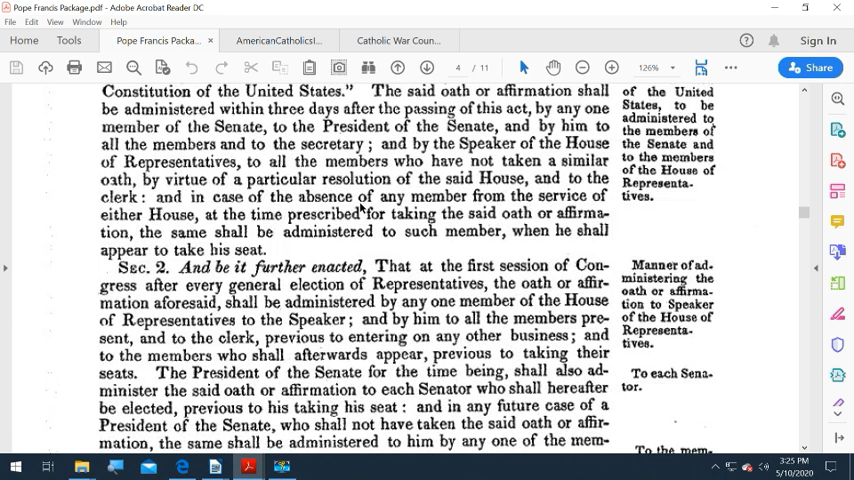 Pope Francis Package.pdf - Adobe Acrobat Reader DC
File Edit View Window Help
Home Tools Pope Francis Packa... × AmericanCatholicsI... Catholic War Coun... Sign In
4 / 11 126% Share
Constitution of the United States." The said oath or affirmation shall
be administered within three days after the passing of this act, by any one
member of the Senate, to the President of the Senate, and by him to
all the members and to the secretary; and by the Speaker of the House
of Representatives, to all the members who have not taken a similar
oath, by virtue of a particular resolution of the said House, and to the
clerk: and in case of the absence of any member from the service of
either House, at the time prescribed for taking the said oath or affirma-
tion, the same shall be administered to such member, when he shall
appear to take his seat.
SEC. 2. And be it further enacted, That at the first session of Con-
gress after every general election of Representatives, the oath or affir-
mation aforesaid, shall be administered by any one member of the House
of Representatives to the Speaker; and by him to all the members pre-
sent, and to the clerk, previous to entering on any other business; and
to the members who shall afterwards appear, previous to taking their
seats. The President of the Senate for the time being, shall also ad-
minister the said oath or affirmation to each Senator who shall hereafter
be elected, previous to his taking his seat: and in any future case of a
President of the Senate, who shall not have taken the said oath or affir-
mation, the same shall be administered to him by any one of the mem-
of the United
States, to be
administered to
the members of
the Senate and
to the members
of the House of
Representa-
tives.
Manner of ad-
ministering the
oath or affirma-
tion to Speaker
of the House of
Representa-
tives.
To each Sena-
tor.
To the mem-
3:25 PM
5/10/2020